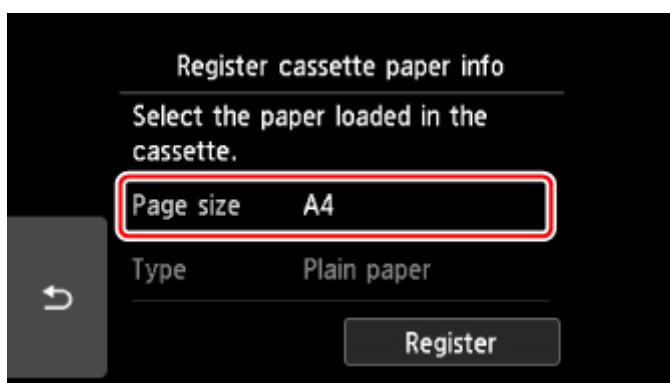 Register cassette paper info
Select the paper loaded in the
cassette.
Page size A4
Type Plain paper
Register